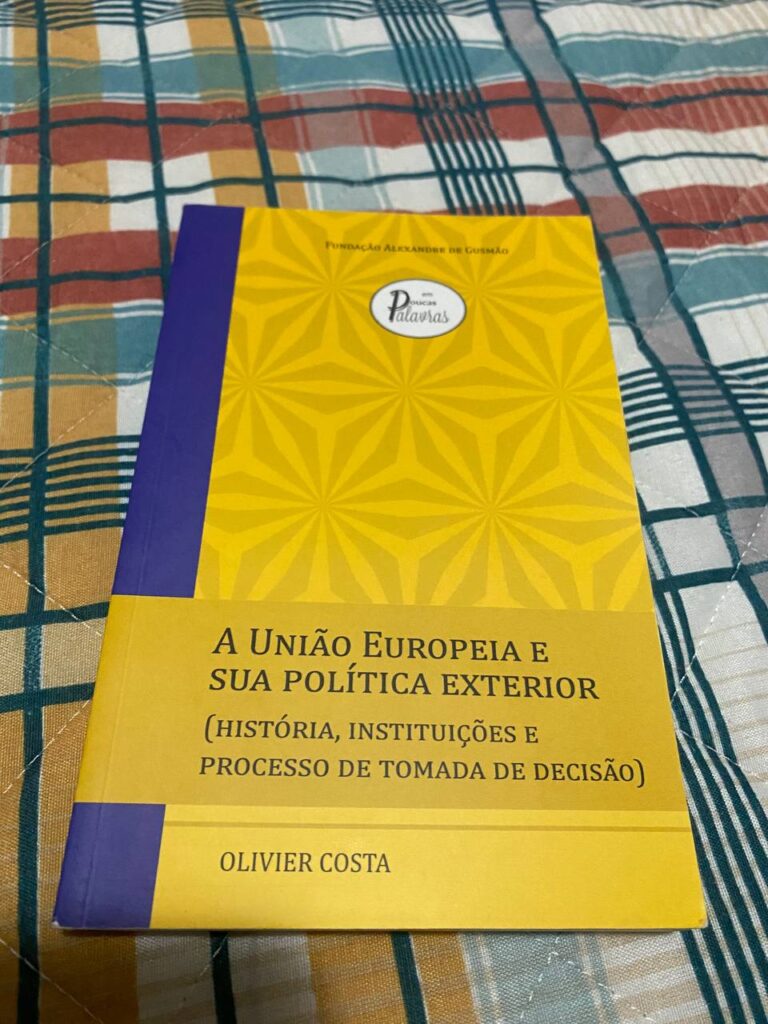 Fundação Alexandre de Gusmão
em
Poucas
Palavras
A União Europeia e
sua política exterior
(história, instituições e
processo de tomada de decisão)
OLIVIER COSTA